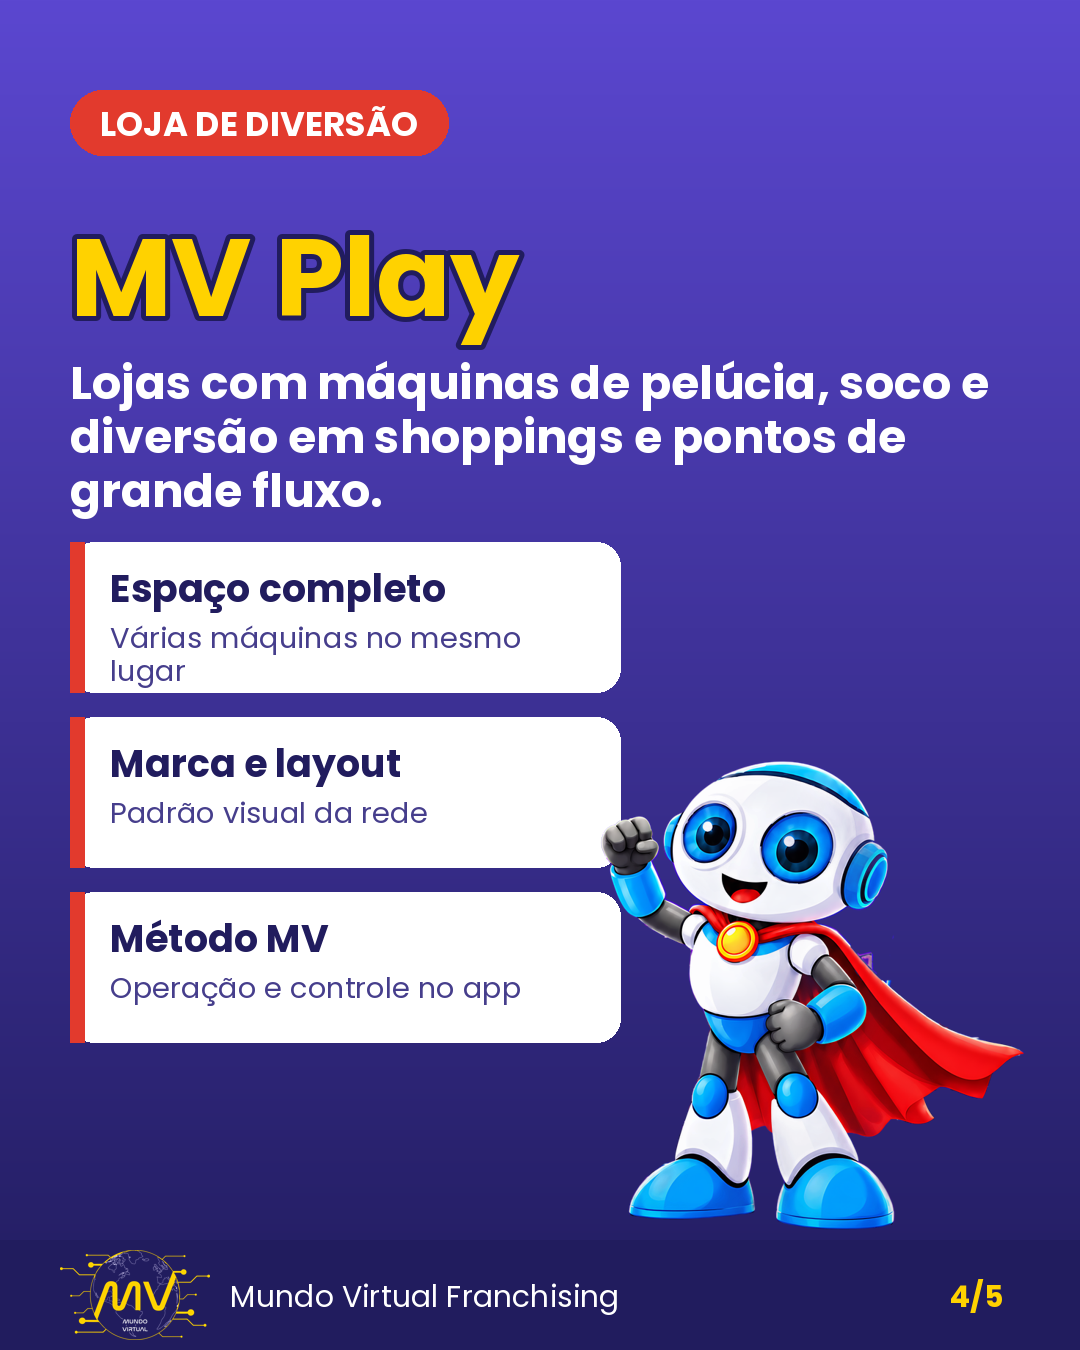 LOJA DE DIVERSÃO
MV Play
Lojas com máquinas de pelúcia, soco e
diversão em shoppings e pontos de
grande fluxo.
Espaço completo
Várias máquinas no mesmo
lugar
Marca e layout
Padrão visual da rede
Método MV
Operação e controle no app
MV
MUNDO
VIRTUAL
Mundo Virtual Franchising
4/5